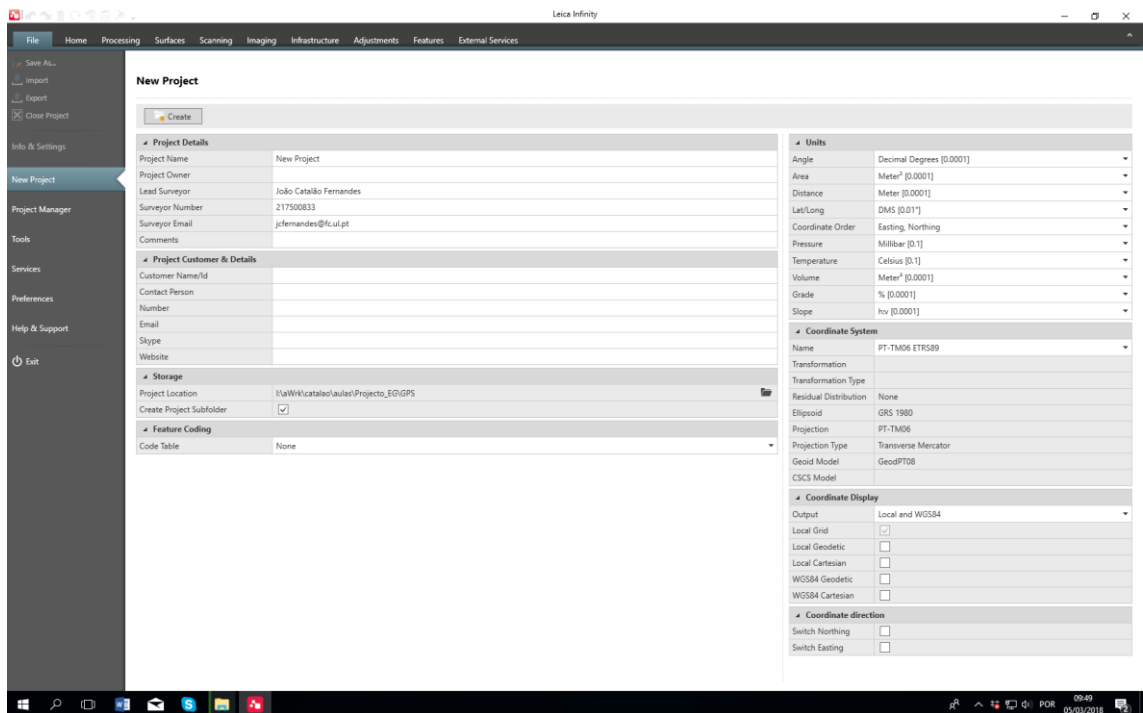 Leica Infinity
File Home Processing Surfaces Scanning Imaging Infrastructure Adjustments Features External Services
Save As...
Import
Export
Close Project
Info & Settings
New Project
Project Manager
Tools
Services
Preferences
Help & Support
Exit
New Project
Create
Project Details
Project Name New Project
Project Owner
Lead Surveyor João Catalão Fernandes
Surveyor Number 217500833
Surveyor Email jcfernandes@fc.ul.pt
Comments
Project Customer & Details
Customer Name/Id
Contact Person
Number
Email
Skype
Website
Storage
Project Location I:\aWrk\catalao\aulas\Projecto_EG\GPS
Create Project Subfolder
Feature Coding
Code Table None
Units
Angle Decimal Degrees [0.0001]
Area Meter² [0.0001]
Distance Meter [0.0001]
Lat/Long DMS [0.01"]
Coordinate Order Easting, Northing
Pressure Millibar [0.1]
Temperature Celsius [0.1]
Volume Meter³ [0.0001]
Grade % [0.0001]
Slope h:v [0.0001]
Coordinate System
Name PT-TM06 ETRS89
Transformation
Transformation Type
Residual Distribution None
Ellipsoid GRS 1980
Projection PT-TM06
Projection Type Transverse Mercator
Geoid Model GeodPT08
CSCS Model
Coordinate Display
Output Local and WGS84
Local Grid
Local Geodetic
Local Cartesian
WGS84 Geodetic
WGS84 Cartesian
Coordinate direction
Switch Northing
Switch Easting
POR
09:49
05/03/2018